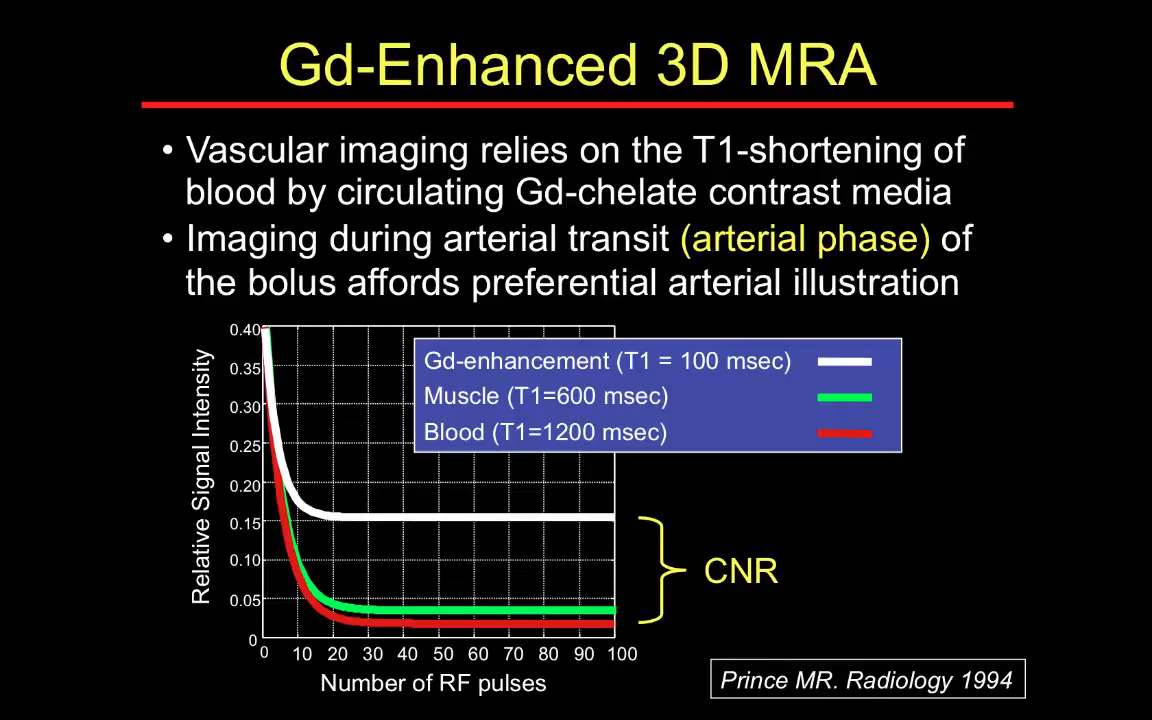 Gd-Enhanced 3D MRA
• Vascular imaging relies on the T1-shortening of
blood by circulating Gd-chelate contrast media
• Imaging during arterial transit (arterial phase) of
the bolus affords preferential arterial illustration
Relative Signal Intensity
0.40
0.35
0.30
0.25
0.20
0.15
0.10
0.05
0
Gd-enhancement (T1 = 100 msec)
Muscle (T1=600 msec)
Blood (T1=1200 msec)
CNR
0 10 20 30 40 50 60 70 80 90 100
Number of RF pulses
Prince MR. Radiology 1994